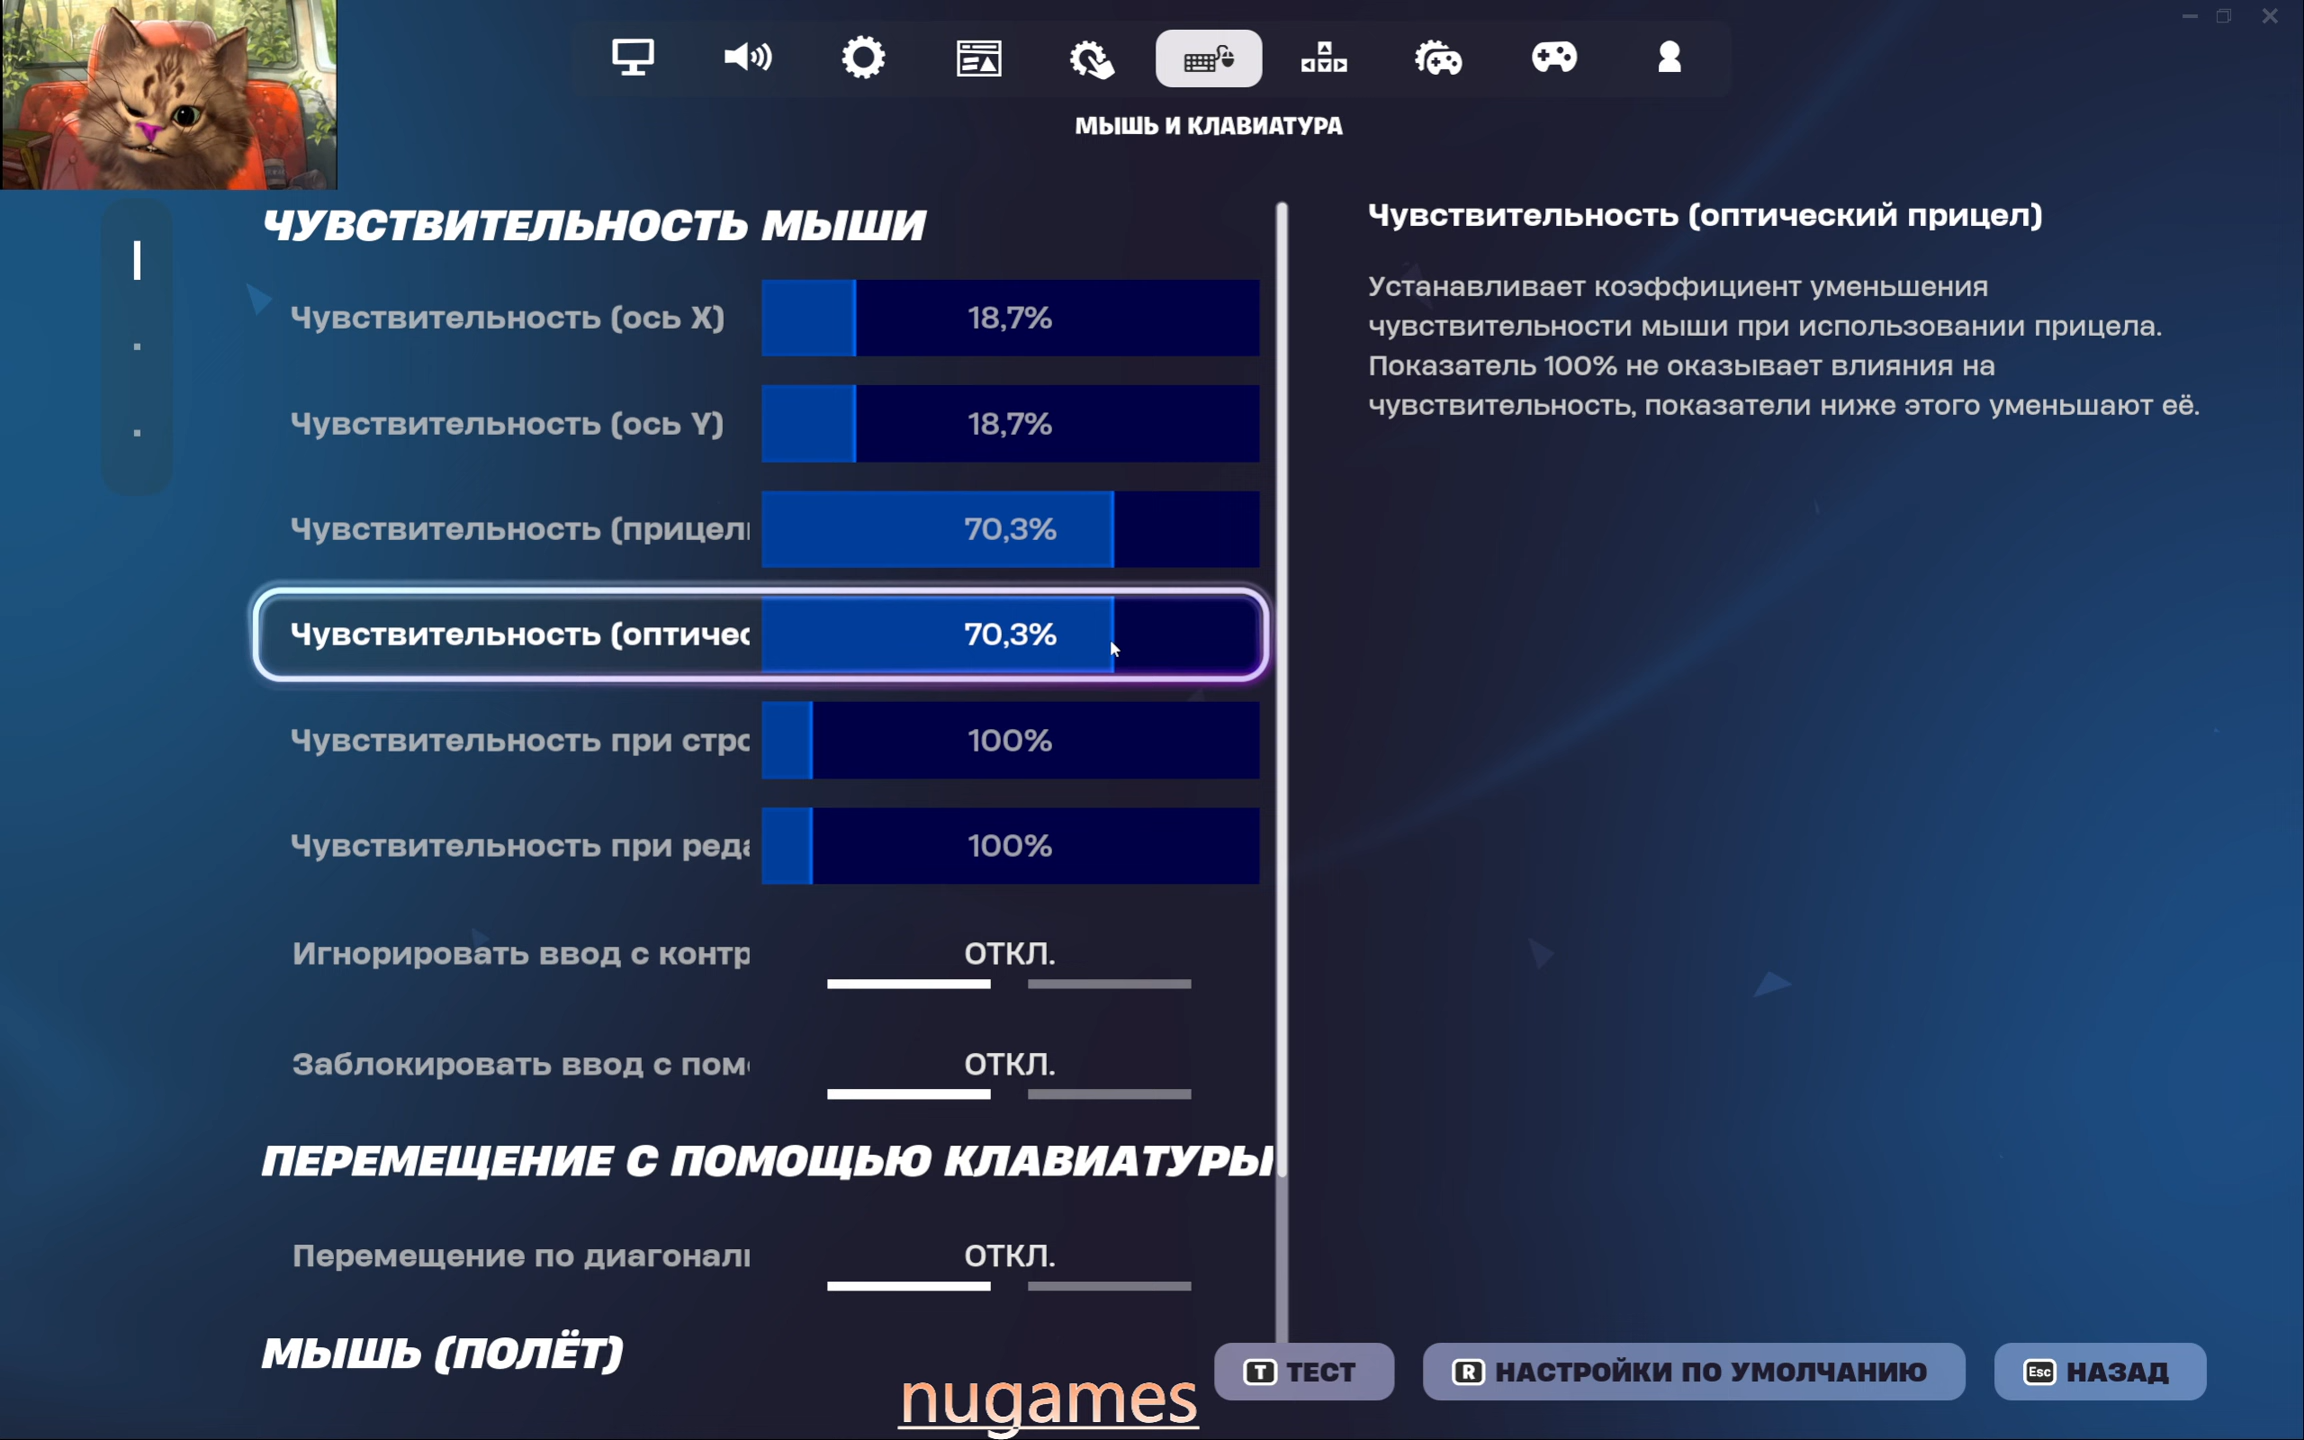 МЫШЬ И КЛАВИАТУРА
ЧУВСТВИТЕЛЬНОСТЬ МЫШИ
Чувствительность (ось X) 18,7%
Чувствительность (ось Y) 18,7%
Чувствительность (прицел 70,3%
Чувствительность (оптичес 70,3%
Чувствительность при стро 100%
Чувствительность при реда 100%
Игнорировать ввод с контр ОТКЛ.
Заблокировать ввод с пом ОТКЛ.
ПЕРЕМЕЩЕНИЕ С ПОМОЩЬЮ КЛАВИАТУРЫ
Перемещение по диагонал ОТКЛ.
МЫШЬ (ПОЛЁТ)
Чувствительность (оптический прицел)
Устанавливает коэффициент уменьшения
чувствительности мыши при использовании прицела.
Показатель 100% не оказывает влияния на
чувствительность, показатели ниже этого уменьшают её.
T ТЕСТ
R НАСТРОЙКИ ПО УМОЛЧАНИЮ
Esc НАЗАД
nugames